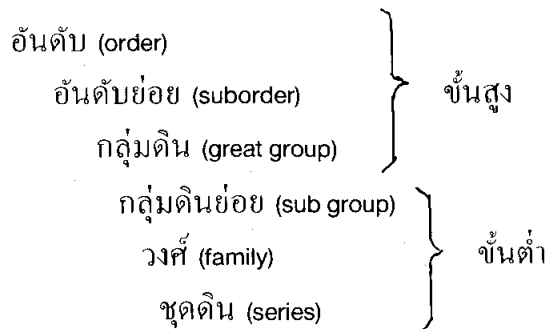 อันดับ (order)
อันดับย่อย (suborder)
ขั้นสูง
กลุ่มดิน (great group)
กลุ่มดินย่อย (sub group)
วงศ์ (family)
ขั้นต่ำ
ชุดดิน (series)